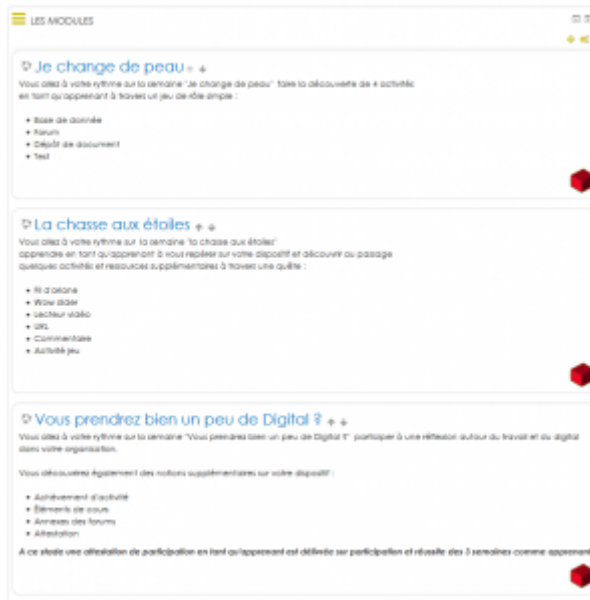 LES MODULES
Je change de peau
Vous allez à votre rythme sur la semaine "Je change de peau" faire la découverte de 4 activités
en tant qu'apprenant à travers un jeu de rôle simple :
Base de donnée
Forum
Dépôt de document
Test
La chasse aux étoiles
Vous allez à votre rythme sur la semaine "la chasse aux étoiles"
apprendre en tant qu'apprenant à vous repérer sur votre dispositif et découvrir au passage
quelques activités et ressources supplémentaires à travers une quête :
Fil d'ariane
Wow slider
Lecteur vidéo
URL
Commentaire
Activité jeu
Vous prendrez bien un peu de Digital ?
Vous allez à votre rythme sur la semaine "Vous prendrez bien un peu de Digital ?" participer à une réflexion autour du travail et du digital
dans votre organisation.
Vous découvrirez également des notions supplémentaires sur votre dispositif :
Achèvement d'activité
Éléments de cours
Annexes des forums
Attestation
A ce stade une attestation de participation en tant qu'apprenant est délivrée sur participation et réussite des 3 semaines comme apprenant